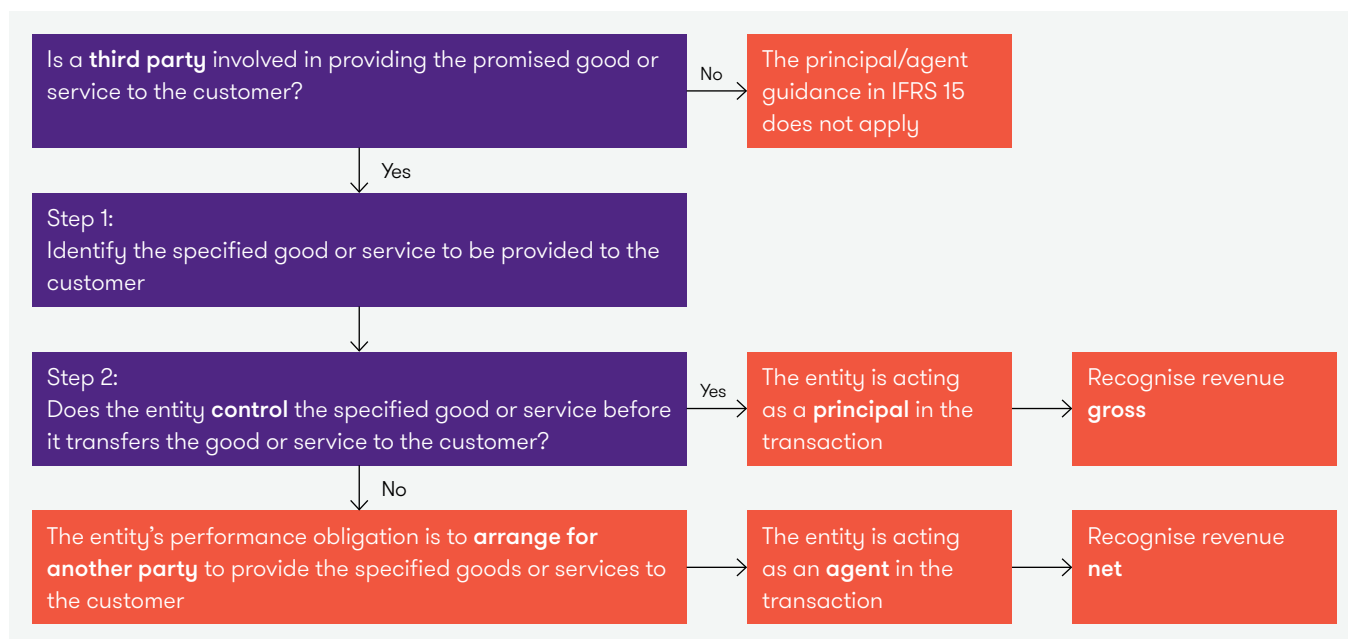 Is a third party involved in providing the promised good or
service to the customer?
No
The principal/agent
guidance in IFRS 15
does not apply
Yes
Step 1:
Identify the specified good or service to be provided to the
customer
Step 2:
Does the entity control the specified good or service before
it transfers the good or service to the customer?
Yes
The entity is acting
as a principal in the
transaction
Recognise revenue
gross
No
The entity’s performance obligation is to arrange for
another party to provide the specified goods or services to
the customer
The entity is acting
as an agent in the
transaction
Recognise revenue
net